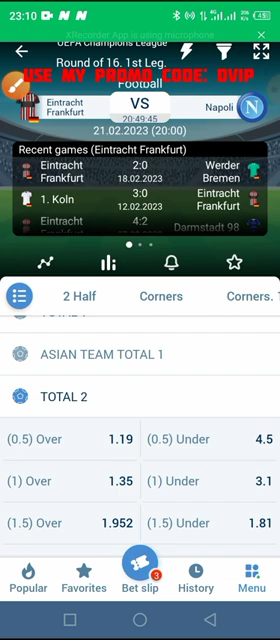 23:10
XRecorder App is using microphone
UEFA Champions League
Round of 16. 1st Leg.
USE MY PROMO CODE: OVIP
Football
Eintracht Frankfurt
VS
Napoli
20:49:45
21.02.2023 (20:00)
Recent games (Eintracht Frankfurt)
Eintracht Frankfurt 2:0 Werder Bremen
18.02.2023
1. Koln 3:0 Eintracht Frankfurt
12.02.2023
Eintracht Frankfurt 4:2 Darmstadt 98
2 Half Corners Corners. 1
TOTAL 1
ASIAN TEAM TOTAL 1
TOTAL 2
(0.5) Over 1.19 (0.5) Under 4.5
(1) Over 1.35 (1) Under 3.1
(1.5) Over 1.952 (1.5) Under 1.81
3
Popular Favorites Bet slip History Menu